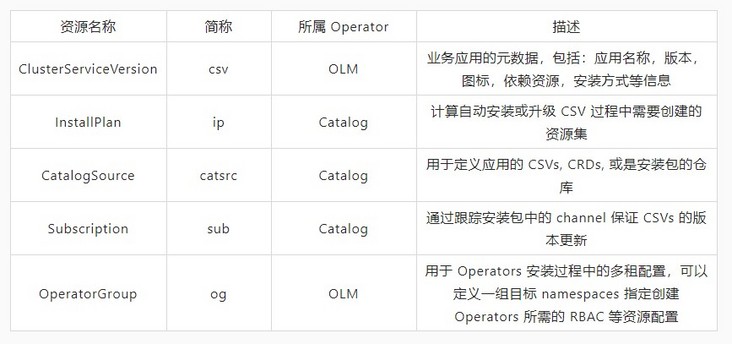 资源名称 简称 所属 Operator 描述
ClusterServiceVersion csv OLM 业务应用的元数据，包括：应用名称，版本，
图标，依赖资源，安装方式等信息
InstallPlan ip Catalog 计算自动安装或升级 CSV 过程中需要创建的
资源集
CatalogSource catsrc Catalog 用于定义应用的 CSVs, CRDs, 或是安装包的仓
库
Subscription sub Catalog 通过跟踪安装包中的 channel 保证 CSVs 的版
本更新
OperatorGroup og OLM 用于 Operators 安装过程中的多租配置，可以
定义一组目标 namespaces 指定创建
Operators 所需的 RBAC 等资源配置